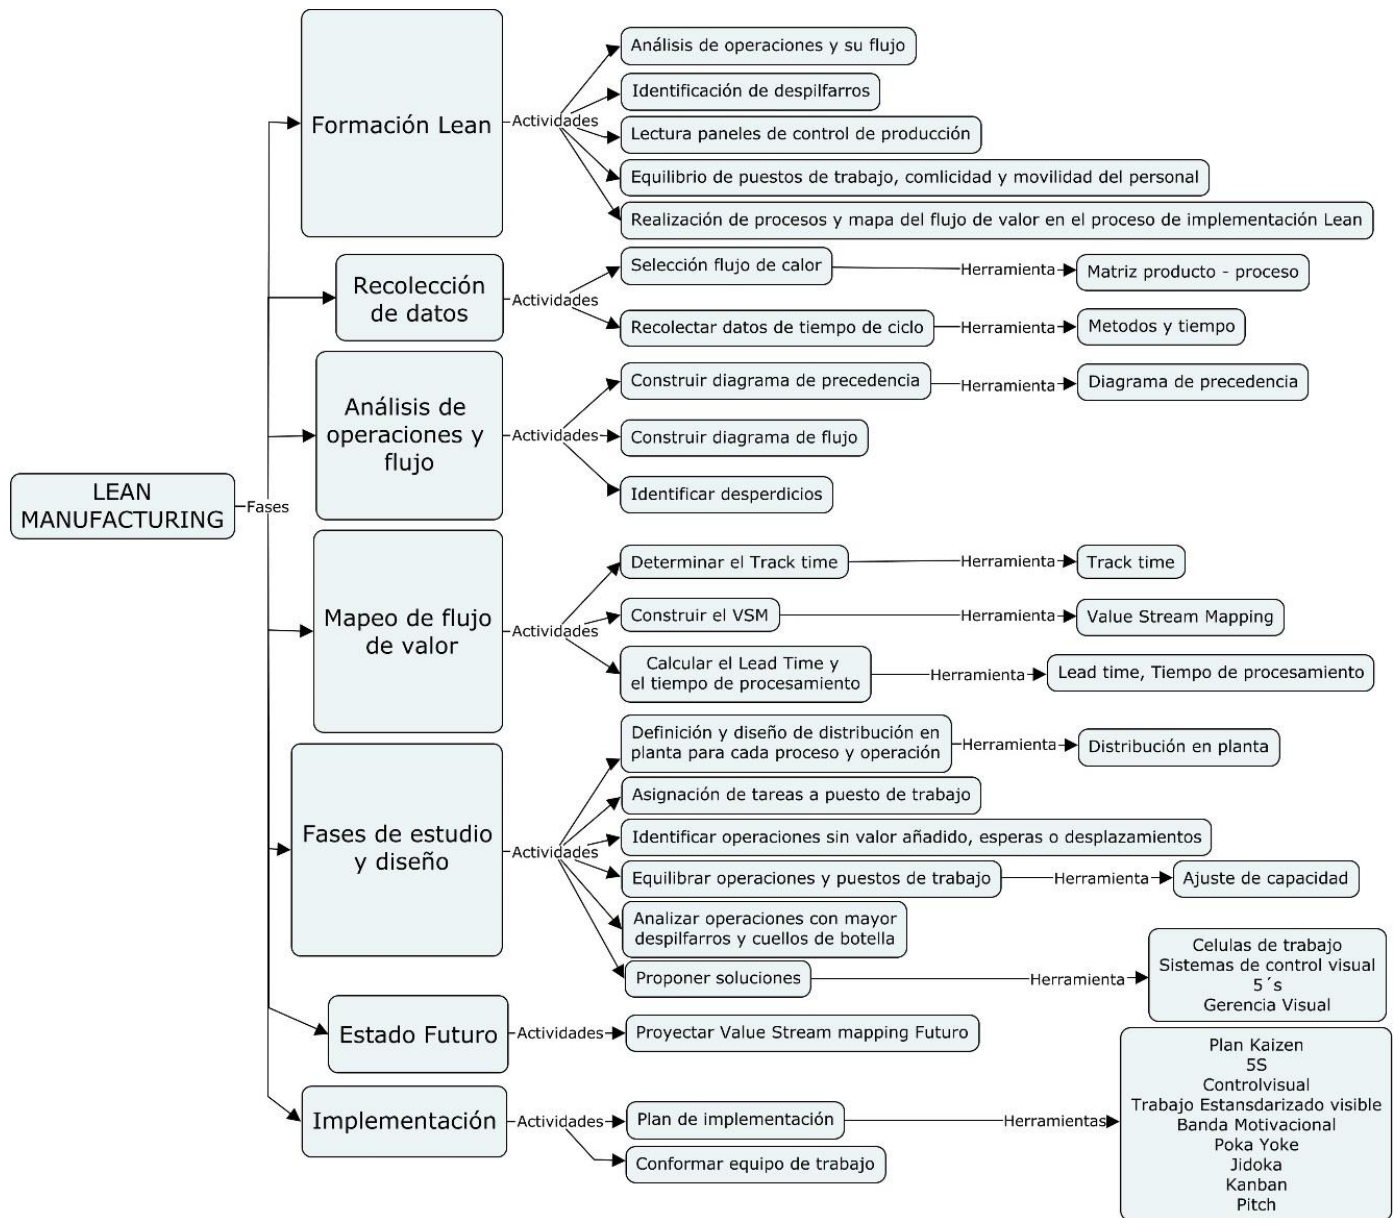 LEAN
MANUFACTURING
Fases
Formación Lean
Actividades
Análisis de operaciones y su flujo
Identificación de despilfarros
Lectura paneles de control de producción
Equilibrio de puestos de trabajo, comlicidad y movilidad del personal
Realización de procesos y mapa del flujo de valor en el proceso de implementación Lean
Recolección
de datos
Actividades
Selección flujo de calor
Herramienta
Matriz producto - proceso
Recolectar datos de tiempo de ciclo
Herramienta
Metodos y tiempo
Análisis de
operaciones y
flujo
Actividades
Construir diagrama de precedencia
Herramienta
Diagrama de precedencia
Construir diagrama de flujo
Identificar desperdicios
Mapeo de flujo
de valor
Actividades
Determinar el Track time
Herramienta
Track time
Construir el VSM
Herramienta
Value Stream Mapping
Calcular el Lead Time y
el tiempo de procesamiento
Herramienta
Lead time, Tiempo de procesamiento
Fases de estudio
y diseño
Actividades
Definición y diseño de distribución en
planta para cada proceso y operación
Herramienta
Distribución en planta
Asignación de tareas a puesto de trabajo
Identificar operaciones sin valor añadido, esperas o desplazamientos
Equilibrar operaciones y puestos de trabajo
Herramienta
Ajuste de capacidad
Analizar operaciones con mayor
despilfarros y cuellos de botella
Proponer soluciones
Herramienta
Celulas de trabajo
Sistemas de control visual
5´s
Gerencia Visual
Estado Futuro
Actividades
Proyectar Value Stream mapping Futuro
Implementación
Actividades
Plan de implementación
Herramientas
Plan Kaizen
5S
Controlvisual
Trabajo Estansdarizado visible
Banda Motivacional
Poka Yoke
Jidoka
Kanban
Pitch
Conformar equipo de trabajo